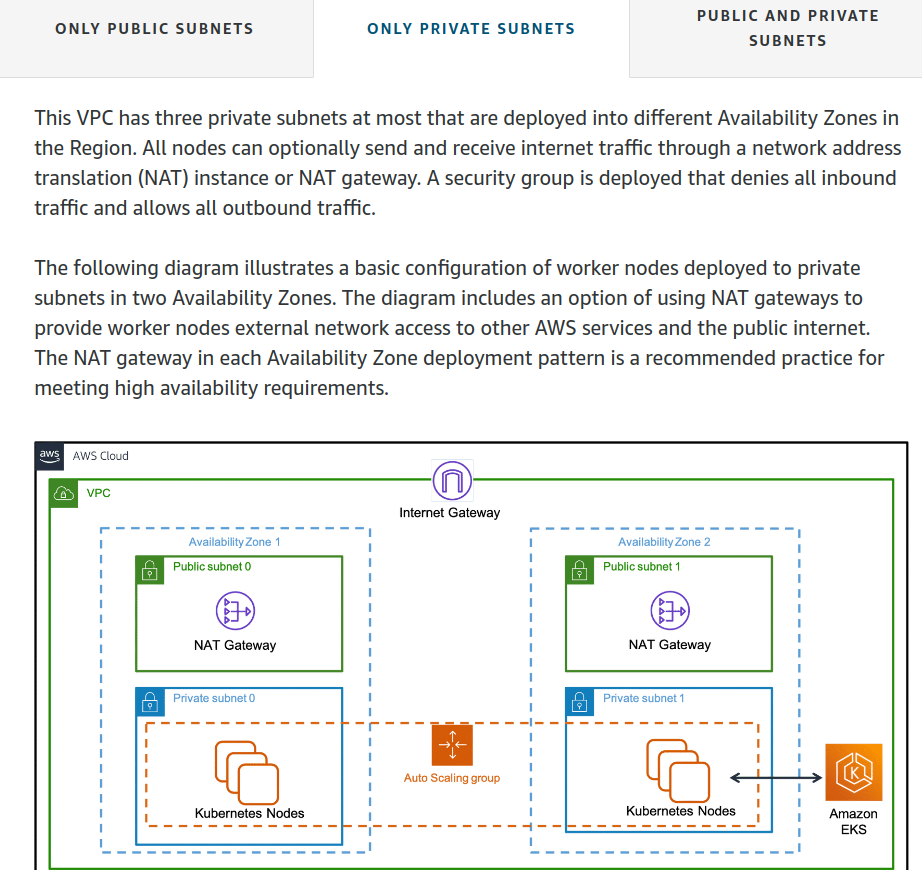 ONLY PUBLIC SUBNETS
ONLY PRIVATE SUBNETS
PUBLIC AND PRIVATE
SUBNETS
This VPC has three private subnets at most that are deployed into different Availability Zones in
the Region. All nodes can optionally send and receive internet traffic through a network address
translation (NAT) instance or NAT gateway. A security group is deployed that denies all inbound
traffic and allows all outbound traffic.
The following diagram illustrates a basic configuration of worker nodes deployed to private
subnets in two Availability Zones. The diagram includes an option of using NAT gateways to
provide worker nodes external network access to other AWS services and the public internet.
The NAT gateway in each Availability Zone deployment pattern is a recommended practice for
meeting high availability requirements.
aws
AWS Cloud
VPC
Internet Gateway
Availability Zone 1
Public subnet 0
NAT Gateway
Private subnet 0
Kubernetes Nodes
Auto Scaling group
Availability Zone 2
Public subnet 1
NAT Gateway
Private subnet 1
Kubernetes Nodes
K
Amazon
EKS